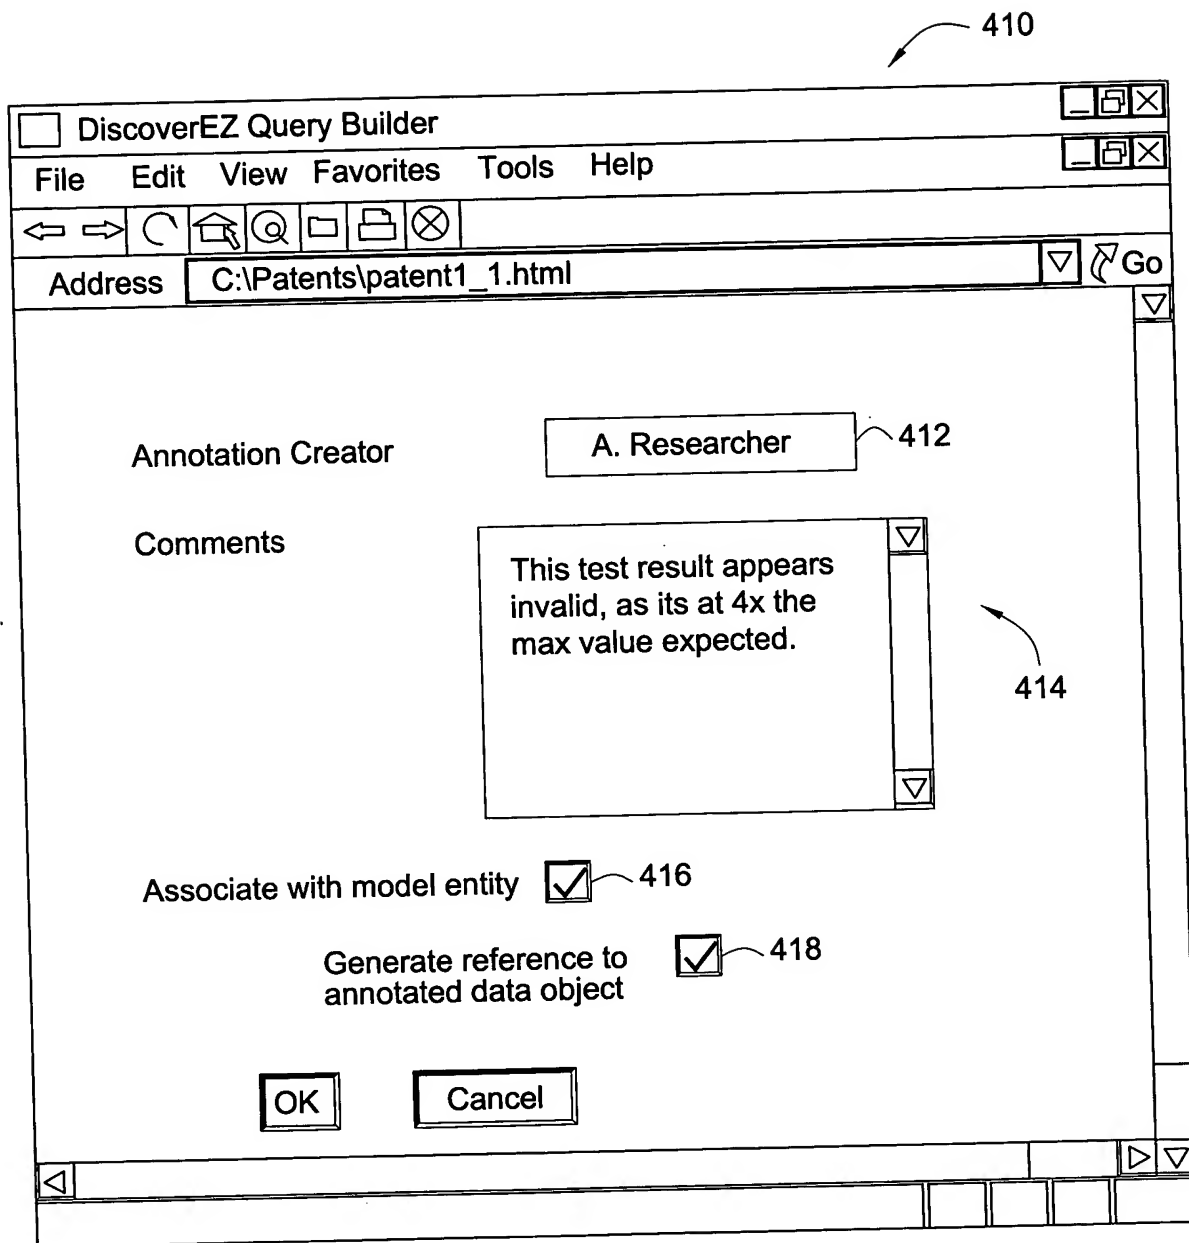 410
DiscoverEZ Query Builder
File Edit View Favorites Tools Help
Address C:\Patents\patent1_1.html Go
Annotation Creator A. Researcher 412
Comments
This test result appears
invalid, as its at 4x the
max value expected.
414
Associate with model entity 416
Generate reference to
annotated data object
418
OK Cancel